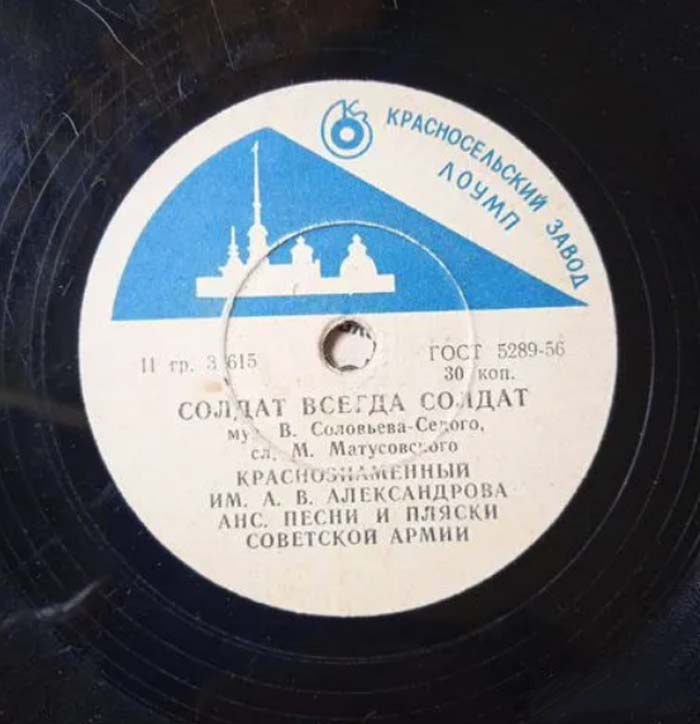 КРАСНОСЕЛЬСКИЙ ЗАВОД
ЛОУМП
II гр. 3 615
ГОСТ 5289-56
30 коп.
СОЛДАТ ВСЕГДА СОЛДАТ
муз В. Соловьева-Седого,
сл. М. Матусовского
КРАСНОЗНАМЕННЫЙ
ИМ. А. В. АЛЕКСАНДРОВА
АНС. ПЕСНИ И ПЛЯСКИ
СОВЕТСКОЙ АРМИИ